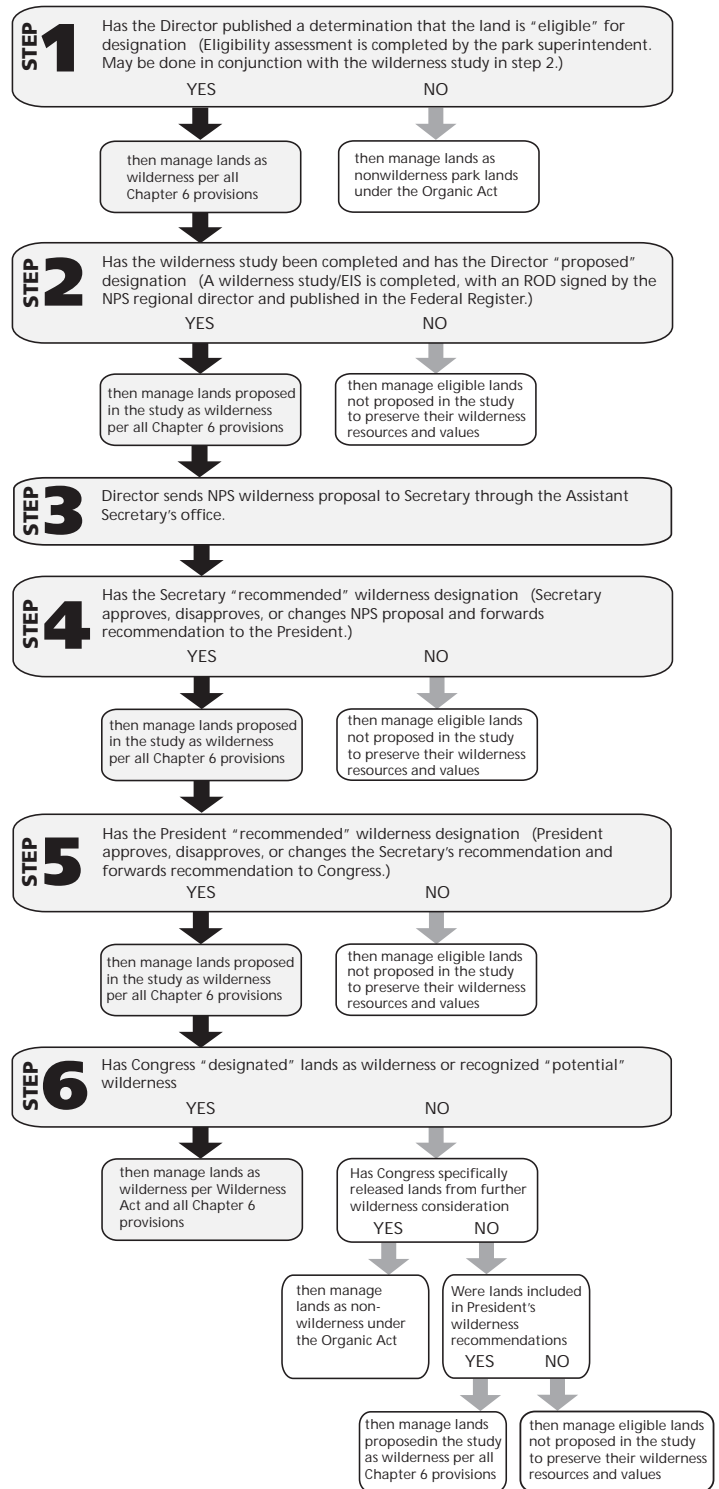 STEP 1
Has the Director published a determination that the land is "eligible" for
designation (Eligibility assessment is completed by the park superintendent.
May be done in conjunction with the wilderness study in step 2.)
YES NO
then manage lands as
wilderness per all
Chapter 6 provisions
then manage lands as
nonwilderness park lands
under the Organic Act
STEP 2
Has the wilderness study been completed and has the Director "proposed"
designation (A wilderness study/EIS is completed, with an ROD signed by the
NPS regional director and published in the Federal Register.)
YES NO
then manage lands proposed
in the study as wilderness
per all Chapter 6 provisions
then manage eligible lands
not proposed in the study
to preserve their wilderness
resources and values
STEP 3
Director sends NPS wilderness proposal to Secretary through the Assistant
Secretary's office.
STEP 4
Has the Secretary "recommended" wilderness designation (Secretary
approves, disapproves, or changes NPS proposal and forwards
recommendation to the President.)
YES NO
then manage lands proposed
in the study as wilderness
per all Chapter 6 provisions
then manage eligible lands
not proposed in the study
to preserve their wilderness
resources and values
STEP 5
Has the President "recommended" wilderness designation (President
approves, disapproves, or changes the Secretary's recommendation and
forwards recommendation to Congress.)
YES NO
then manage lands proposed
in the study as wilderness
per all Chapter 6 provisions
then manage eligible lands
not proposed in the study
to preserve their wilderness
resources and values
STEP 6
Has Congress "designated" lands as wilderness or recognized "potential"
wilderness
YES NO
then manage lands as
wilderness per Wilderness
Act and all Chapter 6
provisions
Has Congress specifically
released lands from further
wilderness consideration
YES NO
then manage
lands as non-
wilderness under
the Organic Act
Were lands included
in President's
wilderness
recommendations
YES NO
then manage lands
proposedin the study
as wilderness per all
Chapter 6 provisions
then manage eligible lands
not proposed in the study
to preserve their wilderness
resources and values